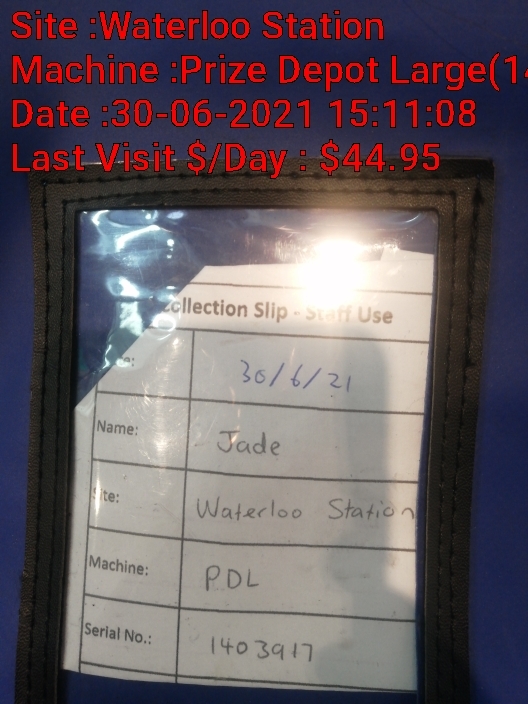 Site :Waterloo Station
Machine :Prize Depot Large(14
Date :30-06-2021 15:11:08
Last Visit $/Day : $44.95
Collection Slip - Staff Use
30/6/21
Name: Jade
Site: Waterloo Station
Machine: PDL
Serial No.: 1403917